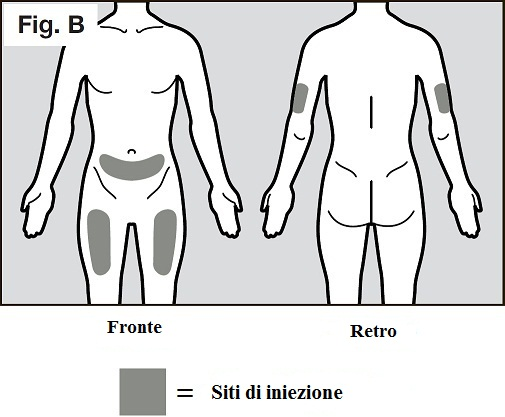 Fig. B
Fronte
Retro
= Siti di iniezione